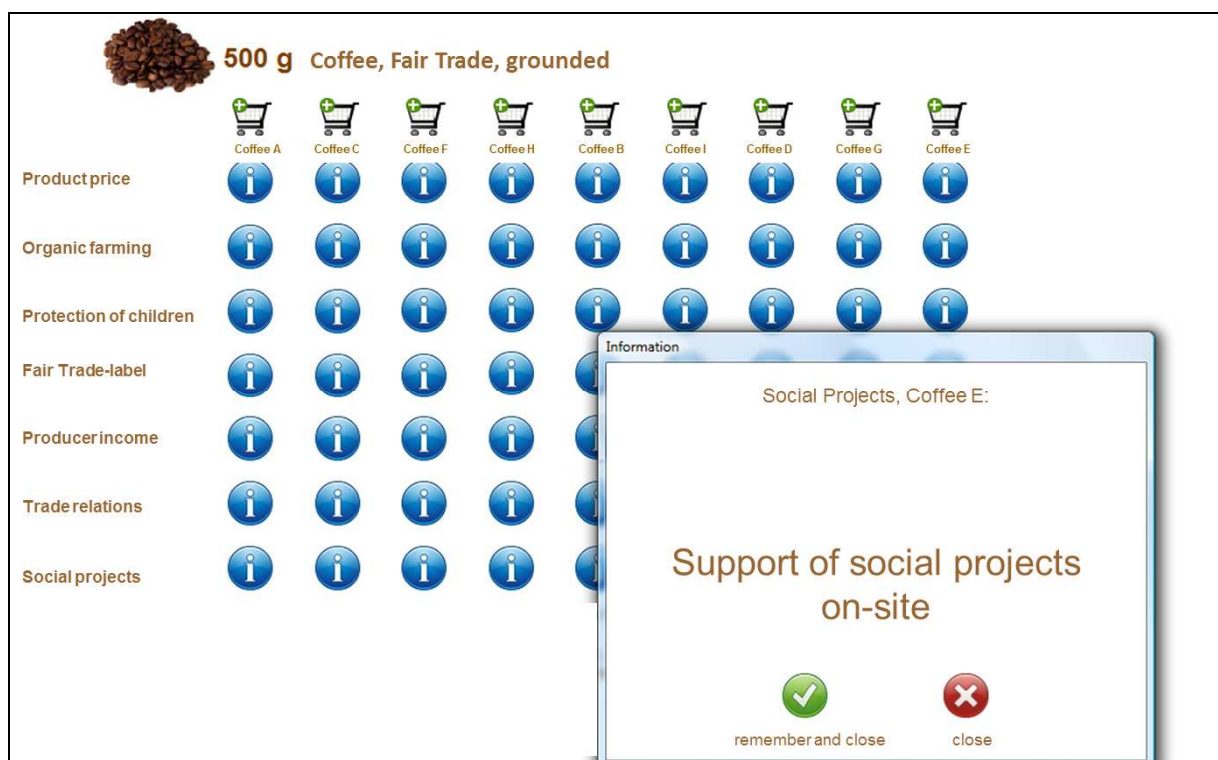 500 g Coffee, Fair Trade, grounded
Coffee A Coffee C Coffee F Coffee H Coffee B Coffee I Coffee D Coffee G Coffee E
Product price
Organic farming
Protection of children
Fair Trade-label
Producer income
Trade relations
Social projects
Information
Social Projects, Coffee E:
Support of social projects
on-site
remember and close close